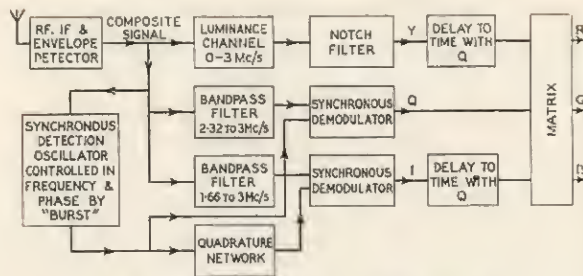 COMPOSITE
SIGNAL
RF. IF &
ENVELOPE
DETECTOR
LUMINANCE
CHANNEL
0–3 Mc/s
NOTCH
FILTER
Y
DELAY TO
TIME WITH
Q
MATRIX
BANDPASS
FILTER
2·32 TO 3Mc/s
SYNCHRONOUS
DEMODULATOR
Q
SYNCHRONOUS
DETECTION
OSCILLATOR
CONTROLLED IN
FREQUENCY &
PHASE BY
"BURST"
BANDPASS
FILTER
1·66 TO 3Mc/s
SYNCHRONOUS
DEMODULATOR
I
DELAY TO
TIME WITH
Q
QUADRATURE
NETWORK